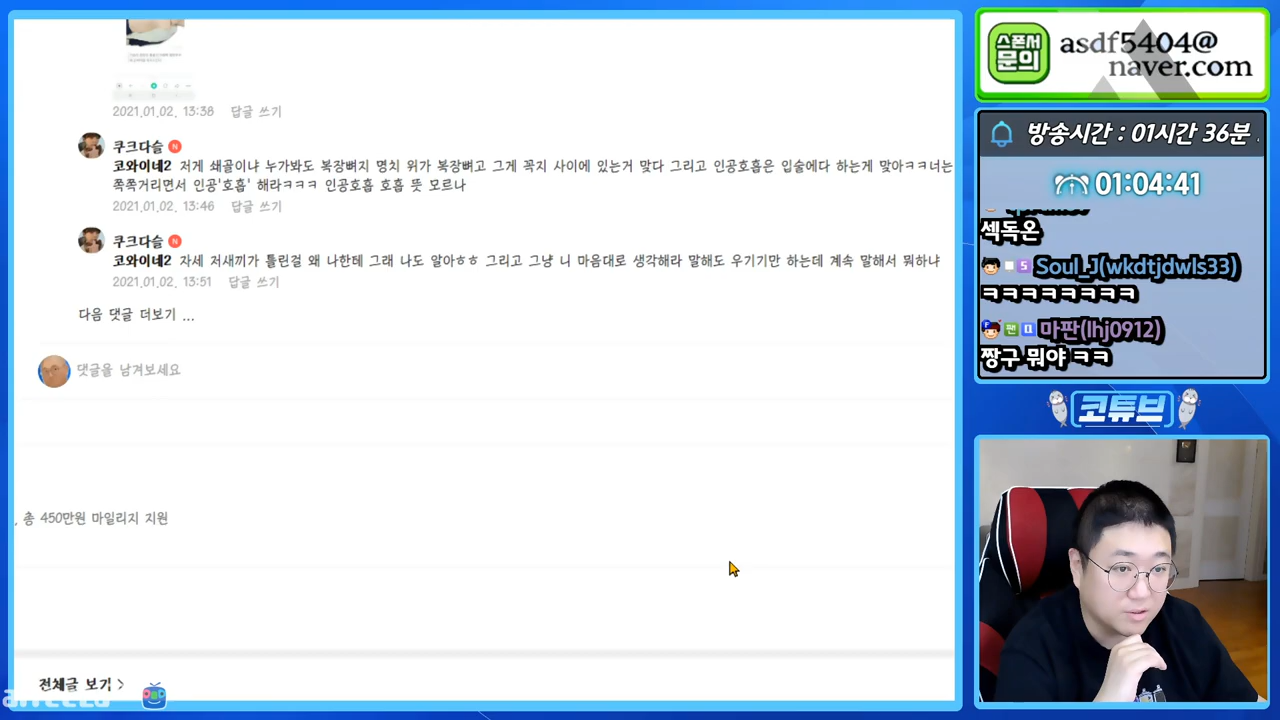 2021.01.02. 13:38 답글 쓰기
쿠크다슬 N
코와이네2 저게 쇄골이냐 누가봐도 복장뼈지 명치 위가 복장뼈고 그게 꼭지 사이에 있는거 맞다 그리고 인공호흡은 입술에다 하는게 맞아ㅋㅋ너는
쪽쪽거리면서 인공'호흡' 해라ㅋㅋㅋ 인공호흡 호흡 뜻 모르나
2021.01.02. 13:46 답글 쓰기
쿠크다슬 N
코와이네2 자세 저새끼가 틀린걸 왜 나한테 그래 나도 알아ㅎㅎ 그리고 그냥 니 마음대로 생각해라 말해도 우기기만 하는데 계속 말해서 뭐하냐
2021.01.02. 13:51 답글 쓰기
다음 댓글 더보기 ...
댓글을 남겨보세요
, 총 450만원 마일리지 지원
전체글 보기 >
스폰서
문의
asdf5404@
naver.com
방송시간 : 01시간 36분
01:04:41
섹독온
S Soul_J(wkdtjdwls33)
ㅋㅋㅋㅋㅋㅋㅋㅋ
팬 마판(lhj0912)
짱구 뭐야 ㅋㅋ
코튜브